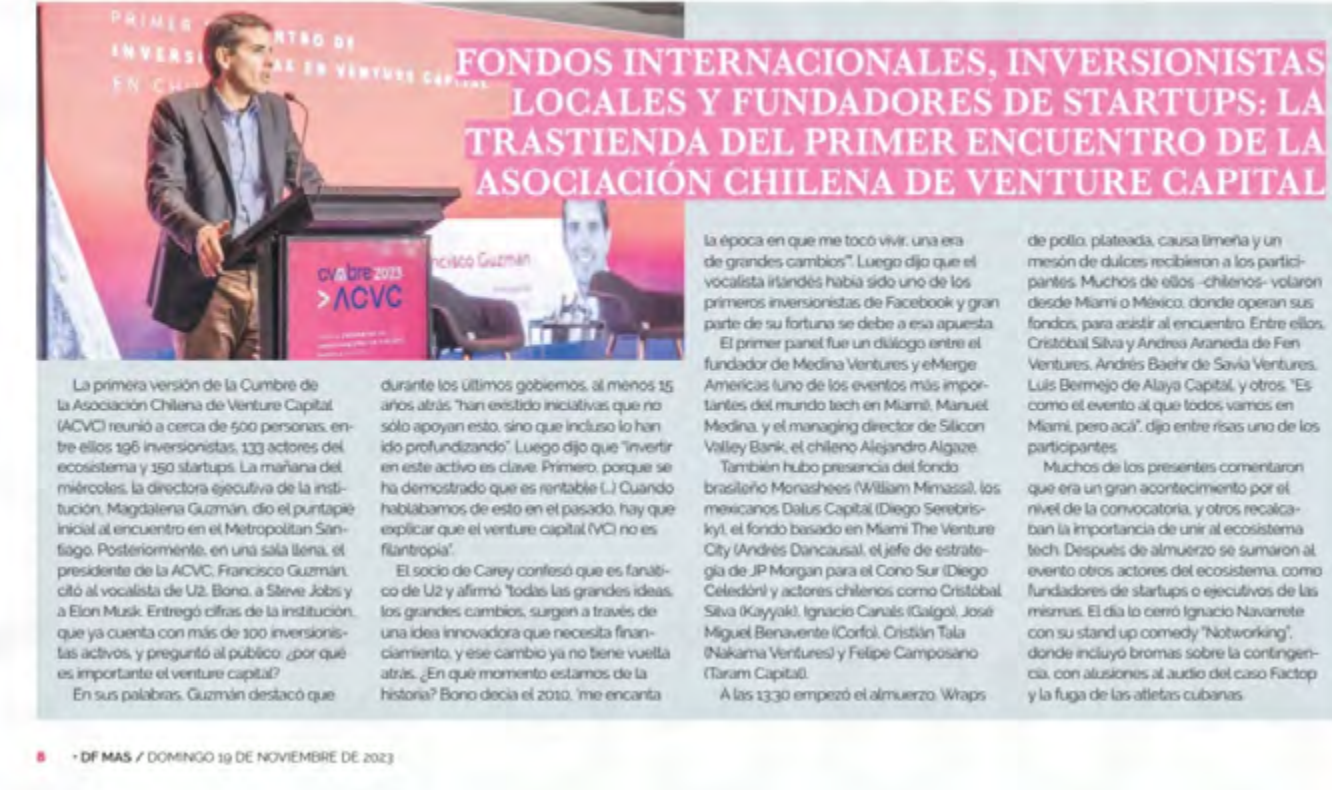 PRIMER
NTRO DE
INVERSI
AL EN VENTURE CAPITAL
EN CH
FONDOS INTERNACIONALES, INVERSIONISTAS
LOCALES Y FUNDADORES DE STARTUPS: LA
TRASTIENDA DEL PRIMER ENCUENTRO DE LA
ASOCIACIÓN CHILENA DE VENTURE CAPITAL
ncisco Guzmán
cumbre 2023
>ACVC
La primera versión de la Cumbre de
la Asociación Chilena de Venture Capital
(ACVC) reunió a cerca de 500 personas, en-
tre ellos 196 inversionistas, 133 actores del
ecosistema y 150 startups. La mañana del
miércoles, la directora ejecutiva de la insti-
tución, Magdalena Guzmán, dio el puntapié
inicial al encuentro en el Metropolitan San-
tiago. Posteriormente, en una sala llena, el
presidente de la ACVC, Francisco Guzmán,
citó al vocalista de U2, Bono, a Steve Jobs y
a Elon Musk. Entregó cifras de la institución,
que ya cuenta con más de 100 inversionis-
tas activos, y preguntó al público: ¿por qué
es importante el venture capital?
En sus palabras, Guzmán destacó que
durante los últimos gobiernos, al menos 15
años atrás "han existido iniciativas que no
sólo apoyan esto, sino que incluso lo han
ido profundizando". Luego dijo que "invertir
en este activo es clave. Primero, porque se
ha demostrado que es rentable (...) Cuando
hablábamos de esto en el pasado, hay que
explicar que el venture capital (VC) no es
filantropía".
El socio de Carey confesó que es fanáti-
co de U2 y afirmó "todas las grandes ideas,
los grandes cambios, surgen a través de
una idea innovadora que necesita finan-
ciamiento, y ese cambio ya no tiene vuelta
atrás. ¿En qué momento estamos de la
historia? Bono decía el 2010, 'me encanta
la época en que me tocó vivir, una era
de grandes cambios'". Luego dijo que el
vocalista irlandés había sido uno de los
primeros inversionistas de Facebook y gran
parte de su fortuna se debe a esa apuesta.
El primer panel fue un diálogo entre el
fundador de Medina Ventures y eMerge
Americas (uno de los eventos más impor-
tantes del mundo tech en Miami), Manuel
Medina, y el managing director de Silicon
Valley Bank, el chileno Alejandro Algaze.
También hubo presencia del fondo
brasileño Monashees (William Mimassi), los
mexicanos Dalus Capital (Diego Serebris-
ky), el fondo basado en Miami The Venture
City (Andrés Dancausa), el jefe de estrate-
gia de JP Morgan para el Cono Sur (Diego
Celedón) y actores chilenos como Cristóbal
Silva (Kayyak), Ignacio Canals (Galgo), José
Miguel Benavente (Corfo), Cristián Tala
(Nakama Ventures) y Felipe Camposano
(Taram Capital).
A las 13:30 empezó el almuerzo. Wraps
de pollo, plateada, causa limeña y un
mesón de dulces recibieron a los partici-
pantes. Muchos de ellos -chilenos- volaron
desde Miami o México, donde operan sus
fondos, para asistir al encuentro. Entre ellos,
Cristóbal Silva y Andrea Araneda de Fen
Ventures, Andrés Baehr de Savia Ventures,
Luis Bermejo de Alaya Capital, y otros. "Es
como el evento al que todos vamos en
Miami, pero acá", dijo entre risas uno de los
participantes.
Muchos de los presentes comentaron
que era un gran acontecimiento por el
nivel de la convocatoria, y otros recalca-
ban la importancia de unir al ecosistema
tech. Después de almuerzo se sumaron al
evento otros actores del ecosistema, como
fundadores de startups o ejecutivos de las
mismas. El día lo cerró Ignacio Navarrete
con su stand up comedy "Notworking",
donde incluyó bromas sobre la contingen-
cia, con alusiones al audio del caso Factop
y la fuga de las atletas cubanas.
8 · DF MAS / DOMINGO 19 DE NOVIEMBRE DE 2023